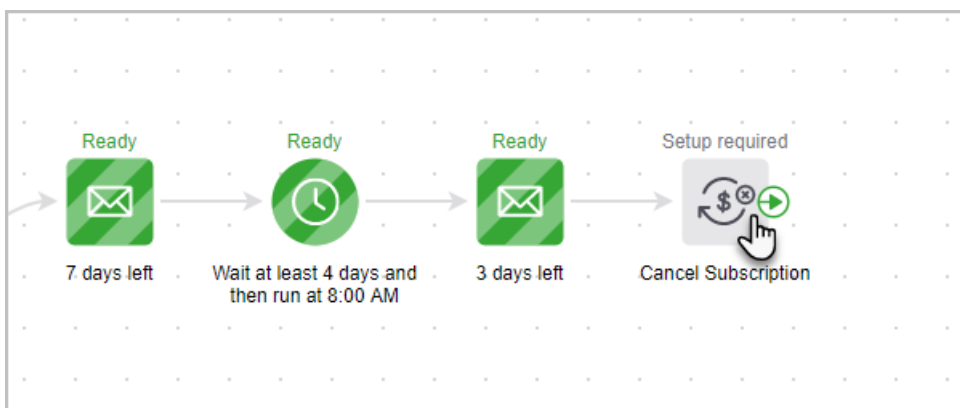 Ready
Ready
Ready
Setup required
$
7 days left
Wait at least 4 days and
then run at 8:00 AM
3 days left
Cancel Subscription